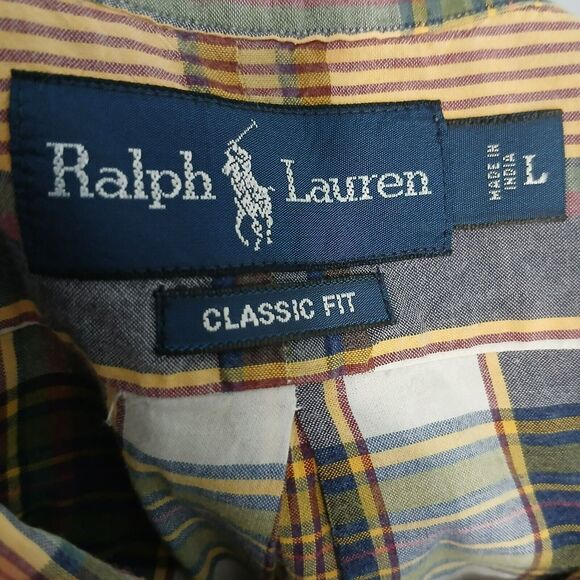 Ralph Lauren
MADE IN
INDIA
L
CLASSIC FIT